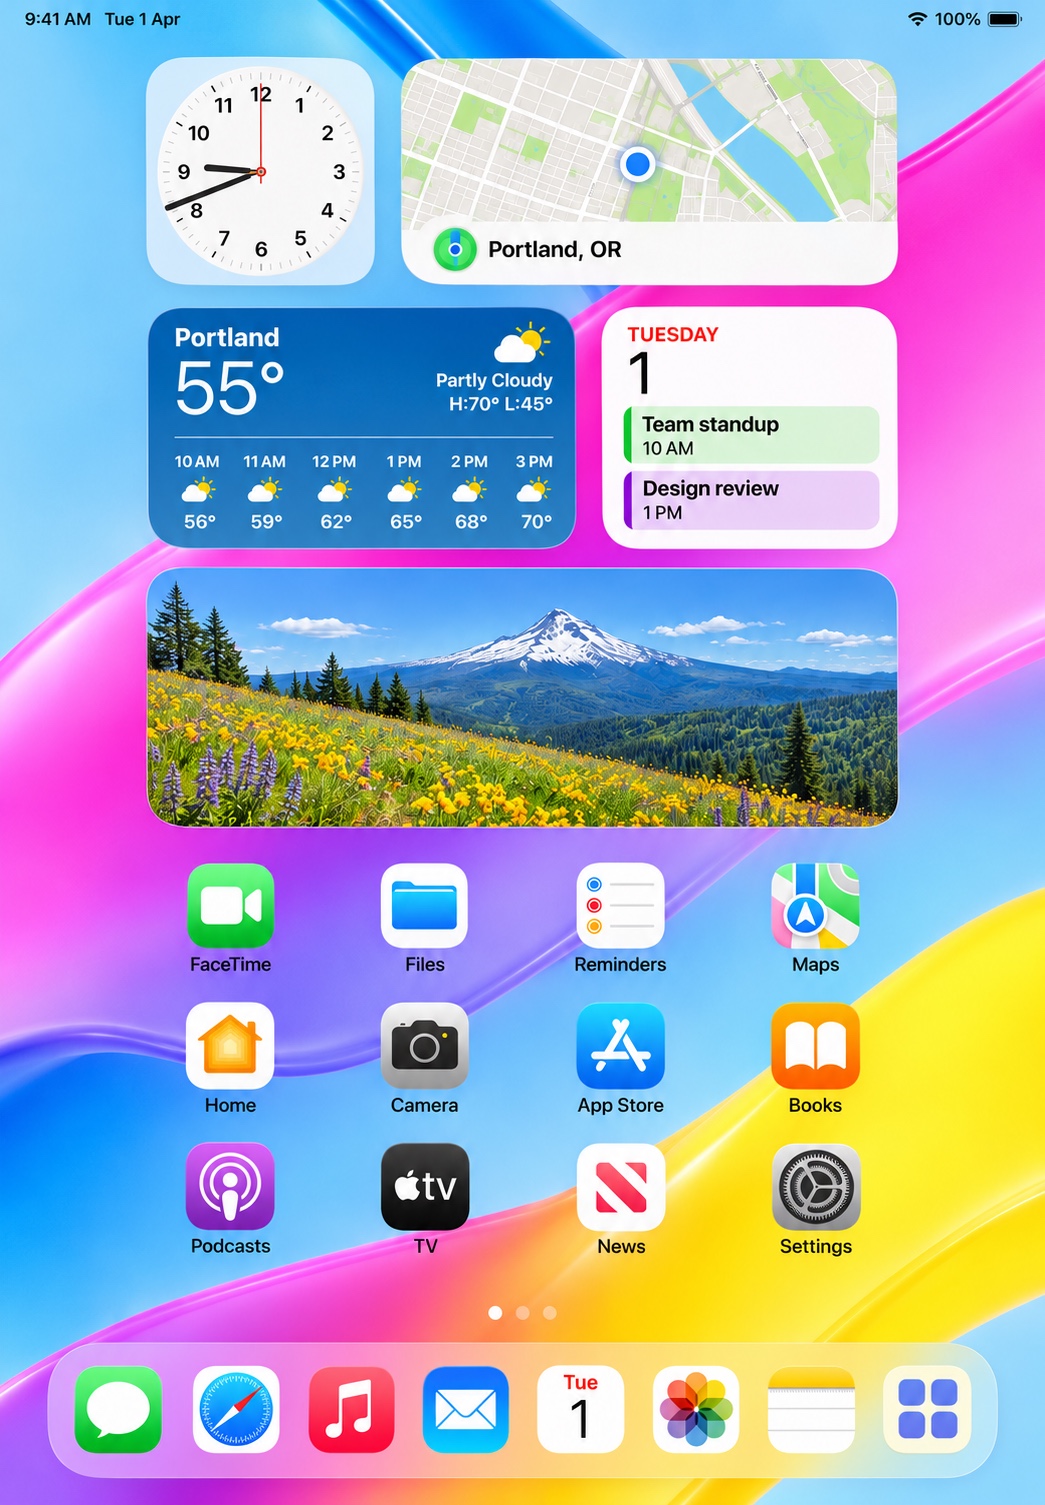 9:41 AM Tue 1 Apr
100%
12
11 1
10 2
9 3
8 4
7 5
6
Portland, OR
Portland
55°
Partly Cloudy
H:70° L:45°
10 AM 11 AM 12 PM 1 PM 2 PM 3 PM
56° 59° 62° 65° 68° 70°
TUESDAY
1
Team standup
10 AM
Design review
1 PM
FaceTime Files Reminders Maps
Home Camera App Store Books
tv
Podcasts TV News Settings
Tue
1